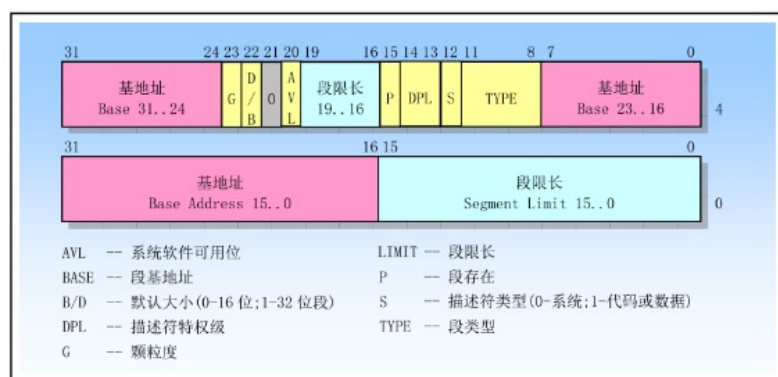 31 24 23 22 21 20 19 16 15 14 13 12 11 8 7 0
基地址 G D/B 0 AVL 段限长 P DPL S TYPE 基地址
Base 31..24 19..16 Base 23..16 4
31 16 15 0
基地址 段限长
Base Address 15..0 Segment Limit 15..0 0
AVL -- 系统软件可用位 LIMIT -- 段限长
BASE -- 段基地址 P -- 段存在
B/D -- 默认大小(0-16 位;1-32 位段) S -- 描述符类型(0-系统;1-代码或数据)
DPL -- 描述符特权级 TYPE -- 段类型
G -- 颗粒度